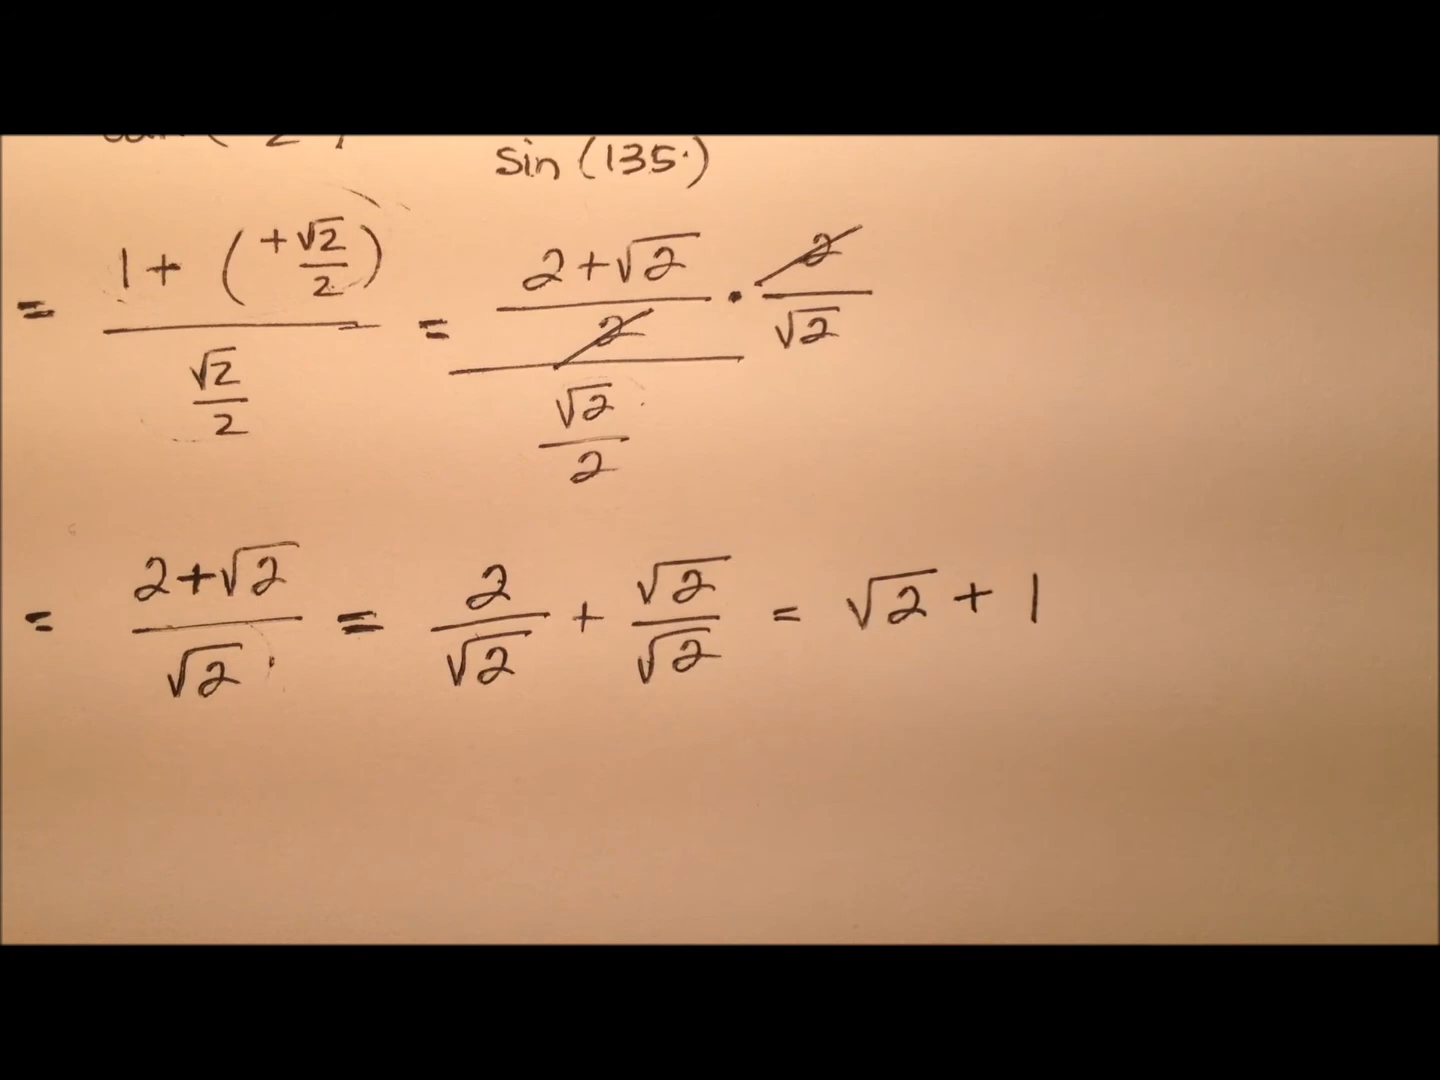 sin (135°)
= 1 + (+√2/2) / √2/2 = 2+√2 / 2 / √2/2 · 2/√2
= 2+√2 / √2 = 2/√2 + √2/√2 = √2 + 1